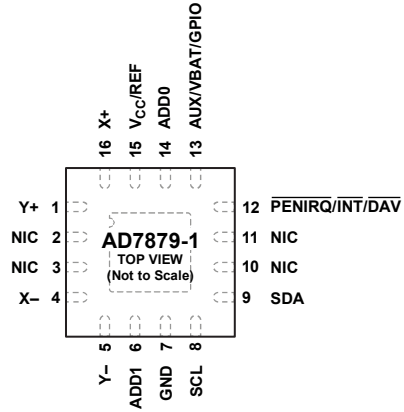 16 X+
15 VCC/REF
14 ADD0
13 AUX/VBAT/GPIO
Y+ 1
NIC 2
NIC 3
X– 4
AD7879-1
TOP VIEW
(Not to Scale)
12 PENIRQ/INT/DAV
11 NIC
10 NIC
9 SDA
Y– 5
ADD1 6
GND 7
SCL 8